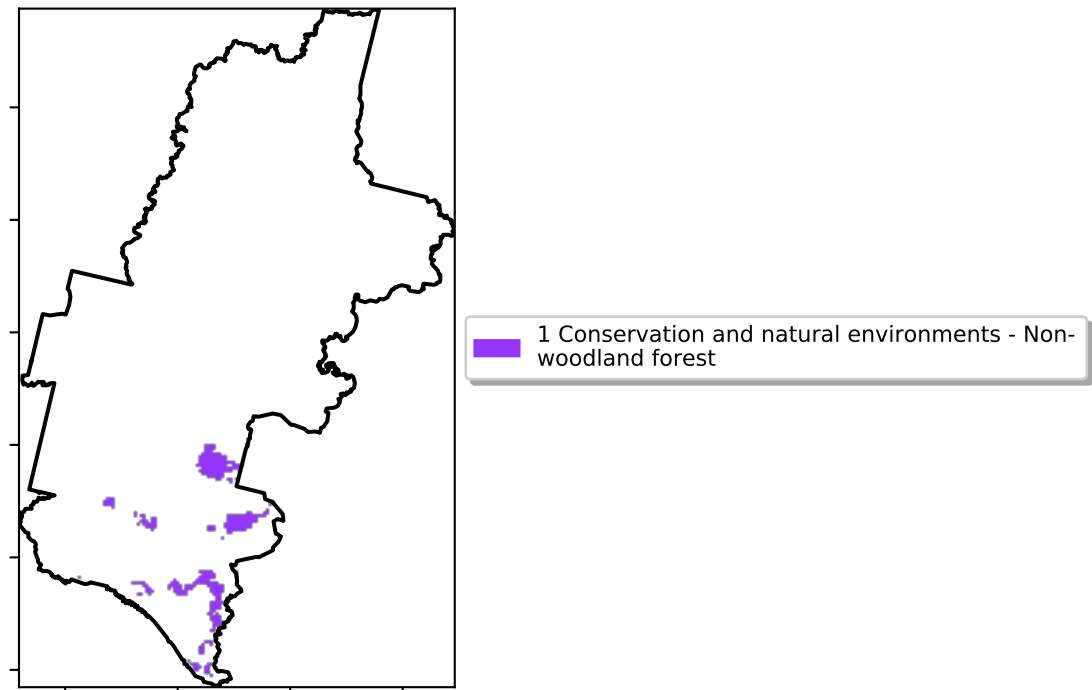 1 Conservation and natural environments - Non-
woodland forest